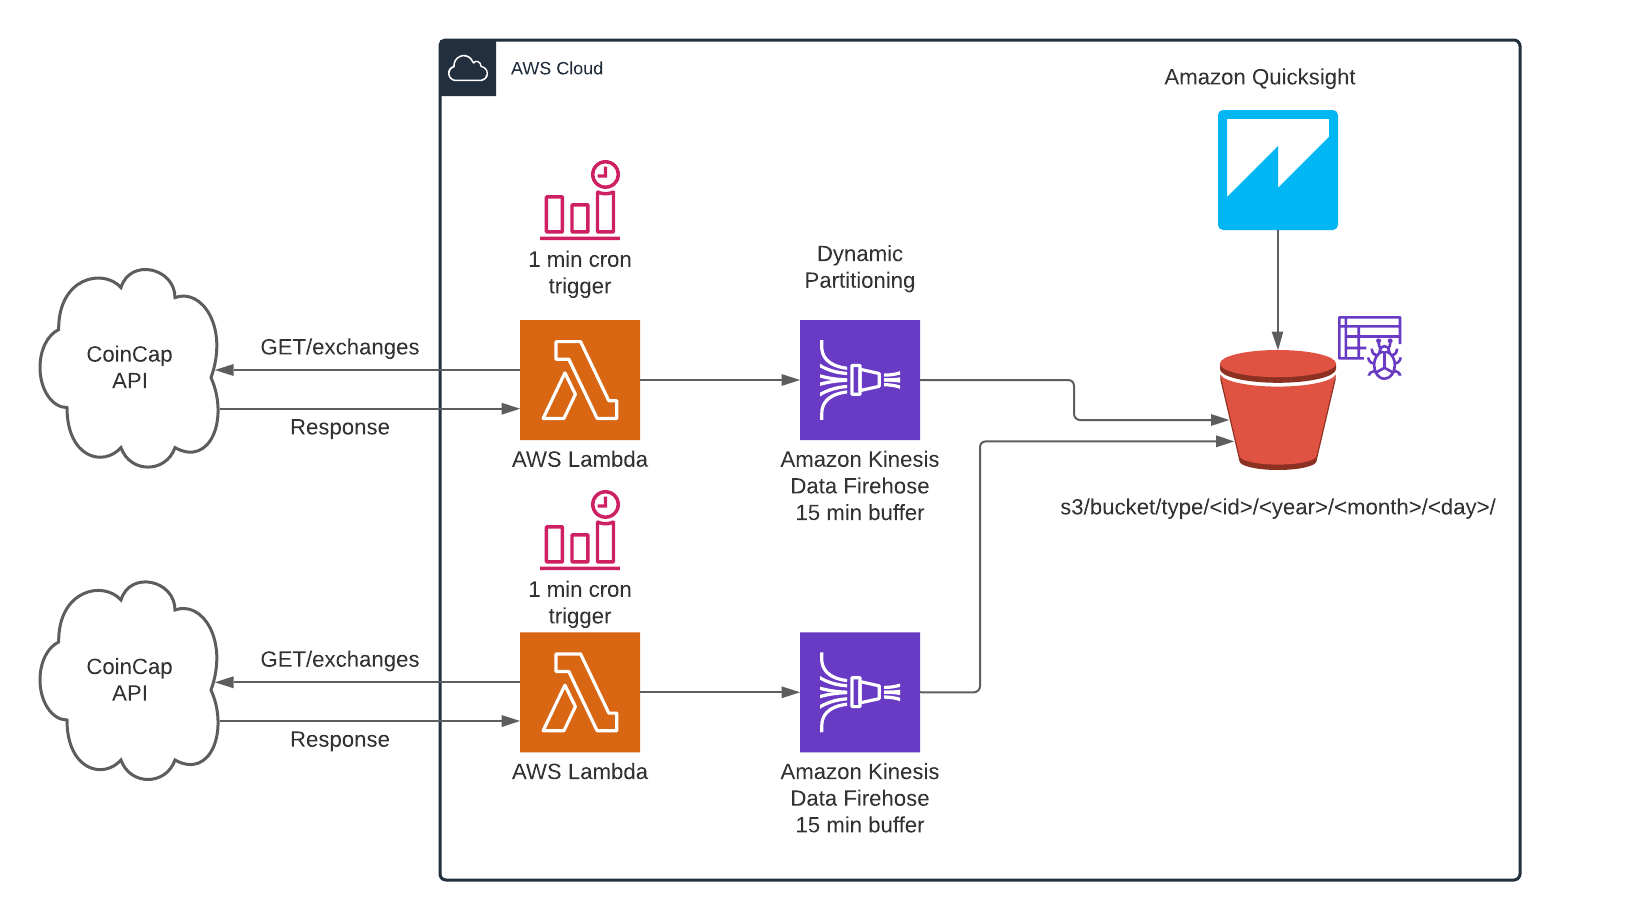 AWS Cloud
Amazon Quicksight
1 min cron
trigger
Dynamic
Partitioning
CoinCap
API
GET/exchanges
Response
AWS Lambda
Amazon Kinesis
Data Firehose
15 min buffer
s3/bucket/type/<id>/<year>/<month>/<day>/
1 min cron
trigger
CoinCap
API
GET/exchanges
Response
AWS Lambda
Amazon Kinesis
Data Firehose
15 min buffer